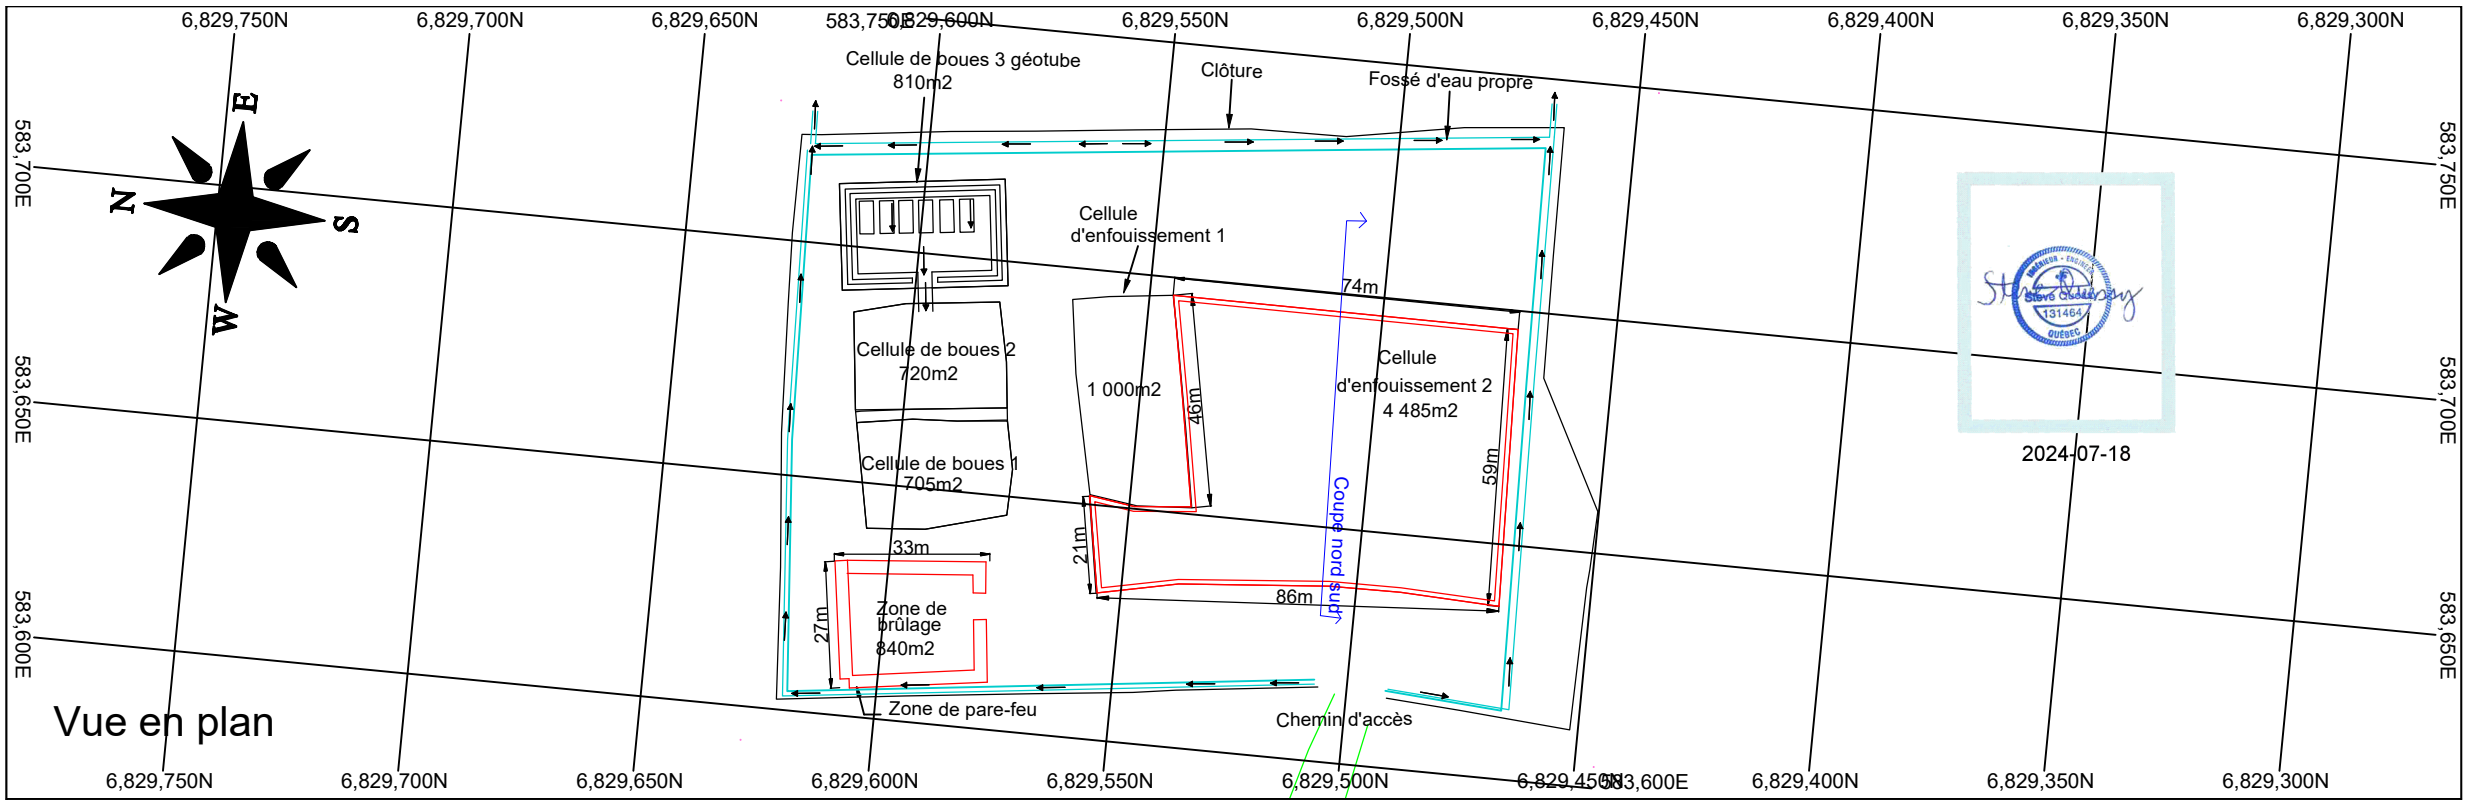 6,829,750N
6,829,700N
6,829,650N
583,750E
6,829,600N
6,829,550N
6,829,500N
6,829,450N
6,829,400N
6,829,350N
6,829,300N
Cellule de boues 3 géotube
810m2
Clôture
Fossé d'eau propre
E
N
S
W
583,700E
583,650E
583,600E
583,750E
583,700E
583,650E
Cellule
d'enfouissement 1
1 000m2
74m
46m
59m
21m
86m
Cellule
d'enfouissement 2
4 485m2
Coupe nord sud
Cellule de boues 2
720m2
Cellule de boues 1
705m2
33m
27m
Zone de
brûlage
840m2
Zone de pare-feu
Chemin d'accès
INGÉNIEUR - ENGINEER
Steve Quessy
131464
QUÉBEC
2024-07-18
Vue en plan
6,829,750N
6,829,700N
6,829,650N
6,829,600N
6,829,550N
6,829,500N
6,829,450N
583,600E
6,829,400N
6,829,350N
6,829,300N